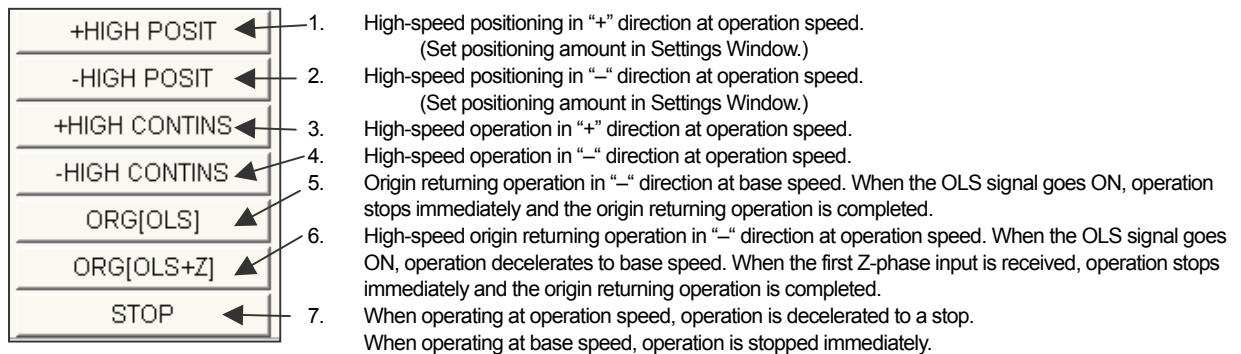 +HIGH POSIT
1. High-speed positioning in “+” direction at operation speed.
(Set positioning amount in Settings Window.)
-HIGH POSIT
2. High-speed positioning in “–“ direction at operation speed.
(Set positioning amount in Settings Window.)
+HIGH CONTINS
3. High-speed operation in “+” direction at operation speed.
-HIGH CONTINS
4. High-speed operation in “–“ direction at operation speed.
ORG[OLS]
5. Origin returning operation in “–“ direction at base speed. When the OLS signal goes ON, operation
stops immediately and the origin returning operation is completed.
ORG[OLS+Z]
6. High-speed origin returning operation in “–“ direction at operation speed. When the OLS signal goes
ON, operation decelerates to base speed. When the first Z-phase input is received, operation stops
immediately and the origin returning operation is completed.
STOP
7. When operating at operation speed, operation is decelerated to a stop.
When operating at base speed, operation is stopped immediately.